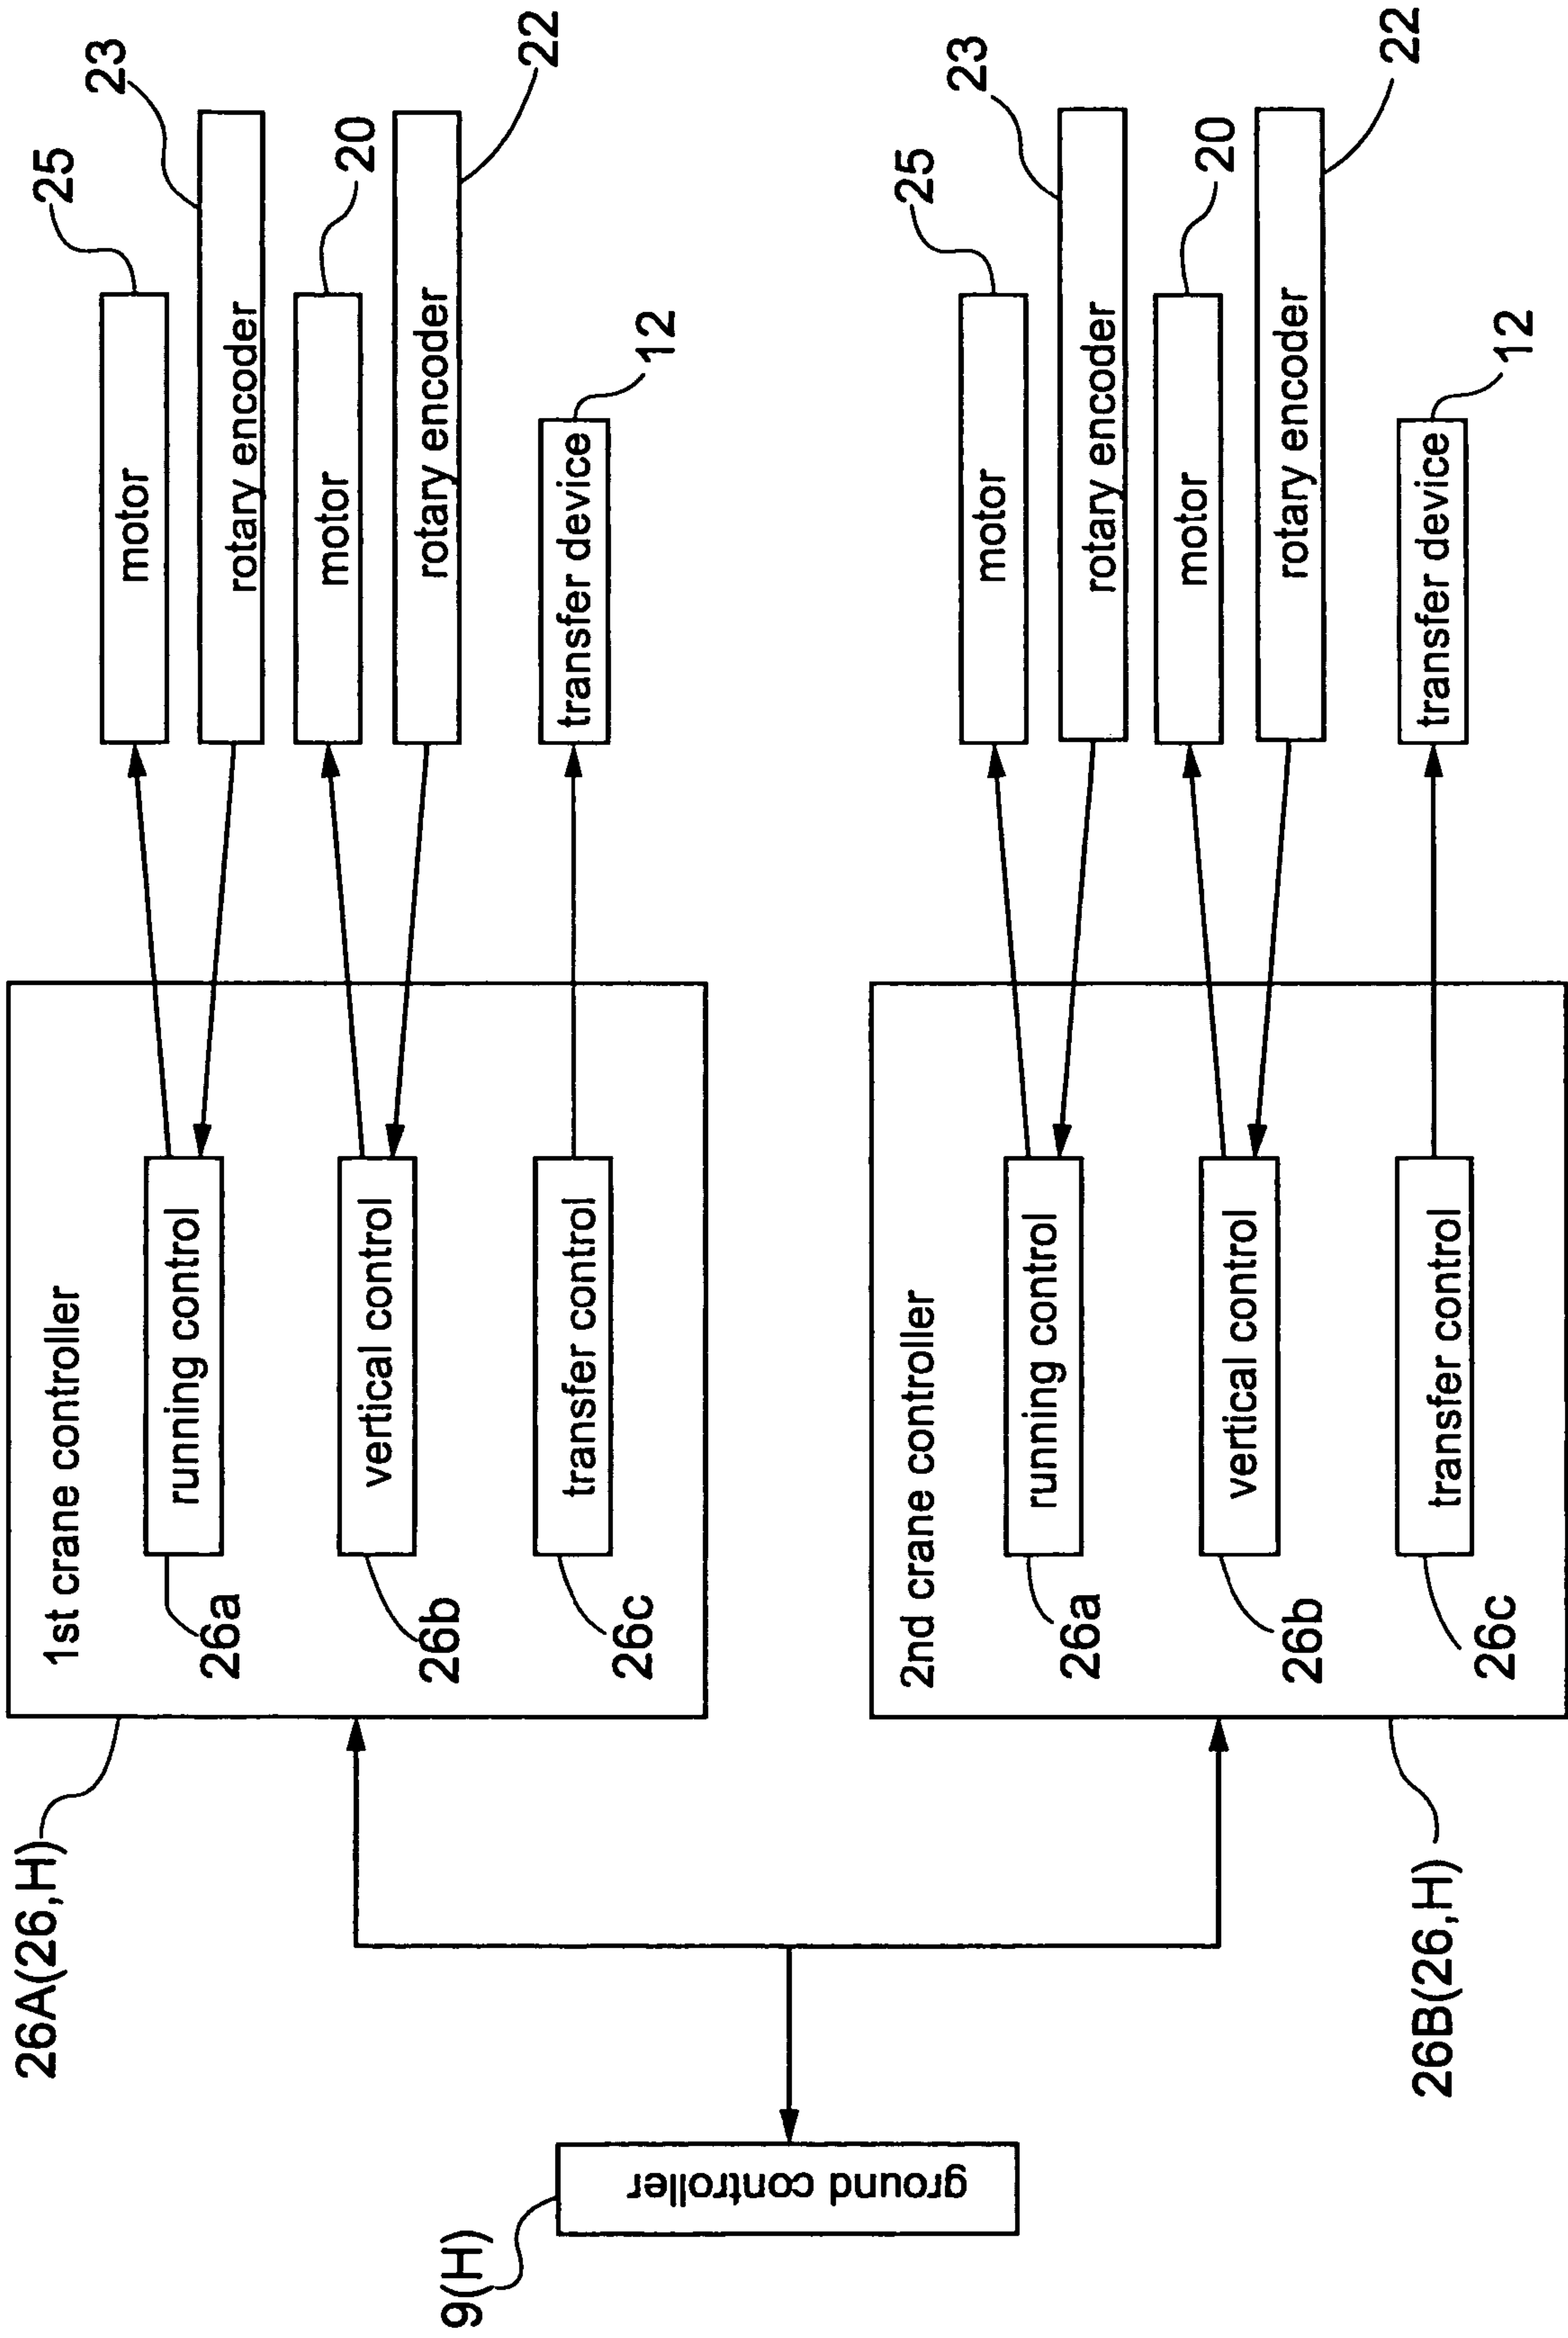 9(H)
ground controller
26A(26,H)
1st crane controller
26a
running control
26b
vertical control
26c
transfer control
motor
25
rotary encoder
23
motor
20
rotary encoder
22
transfer device
12
26B(26,H)
2nd crane controller
26a
running control
26b
vertical control
26c
transfer control
motor
25
rotary encoder
23
motor
20
rotary encoder
22
transfer device
12